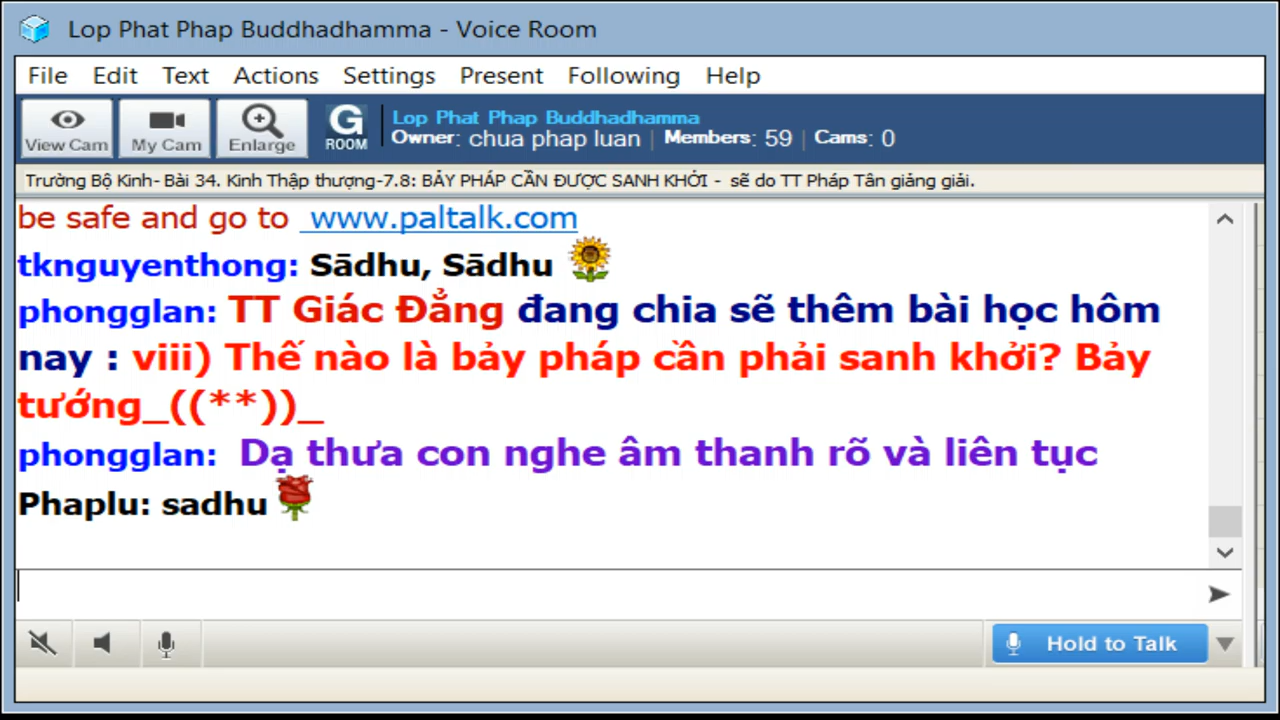 Lop Phat Phap Buddhadhamma - Voice Room
File Edit Text Actions Settings Present Following Help
View Cam My Cam Enlarge G ROOM Lop Phat Phap Buddhadhamma
Owner: chua phap luan | Members: 59 | Cams: 0
Trường Bộ Kinh- Bài 34. Kinh Thập thượng-7.8: BẢY PHÁP CẦN ĐƯỢC SANH KHỞI - sẽ do TT Pháp Tân giảng giải.
be safe and go to www.paltalk.com
tknguyenthong: Sādhu, Sādhu
phongglan: TT Giác Đẳng đang chia sẽ thêm bài học hôm
nay : viii) Thế nào là bảy pháp cần phải sanh khởi? Bảy
tướng_((**))_
phongglan: Dạ thưa con nghe âm thanh rõ và liên tục
Phaplu: sadhu
Hold to Talk